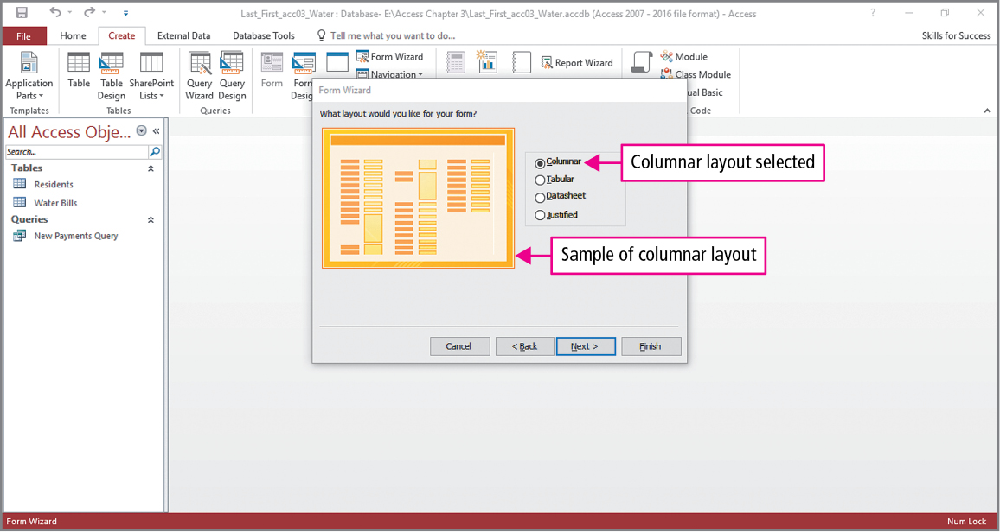 Last_First_acc03_Water : Database- E:\Access Chapter 3\Last_First_acc03_Water.accdb (Access 2007 - 2016 file format) - Access
?
File
Home
Create
External Data
Database Tools
Tell me what you want to do...
Skills for Success
Application
Parts
Table
Table
Design
SharePoint
Lists
Query
Wizard
Query
Design
Form
Form
Desig
Form Wizard
Navigation
Report Wizard
Module
Class Module
ual Basic
Templates
Tables
Queries
Code
All Access Obje...
Search...
Tables
Residents
Water Bills
Queries
New Payments Query
Form Wizard
What layout would you like for your form?
Columnar
Tabular
Datasheet
Justified
Columnar layout selected
Sample of columnar layout
Cancel
< Back
Next >
Finish
Form Wizard
Num Lock